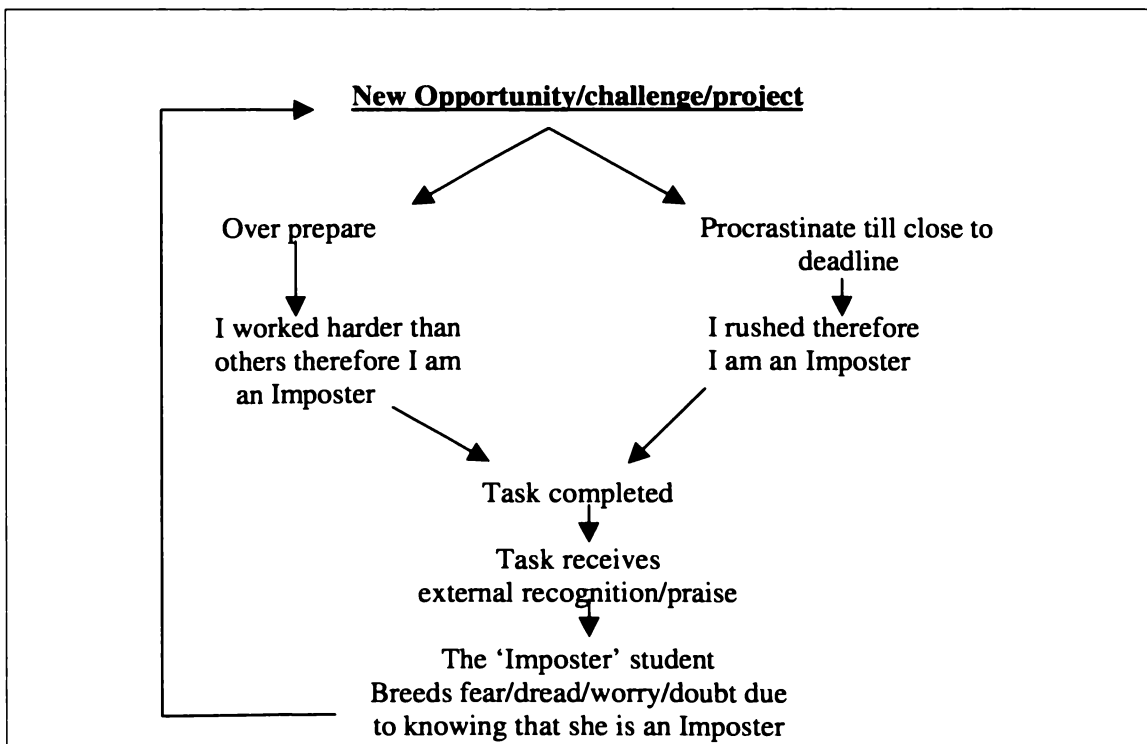 New Opportunity/challenge/project
Over prepare
Procrastinate till close to
deadline
I worked harder than
others therefore I am
an Imposter
I rushed therefore
I am an Imposter
Task completed
Task receives
external recognition/praise
The ‘Imposter’ student
Breeds fear/dread/worry/doubt due
to knowing that she is an Imposter